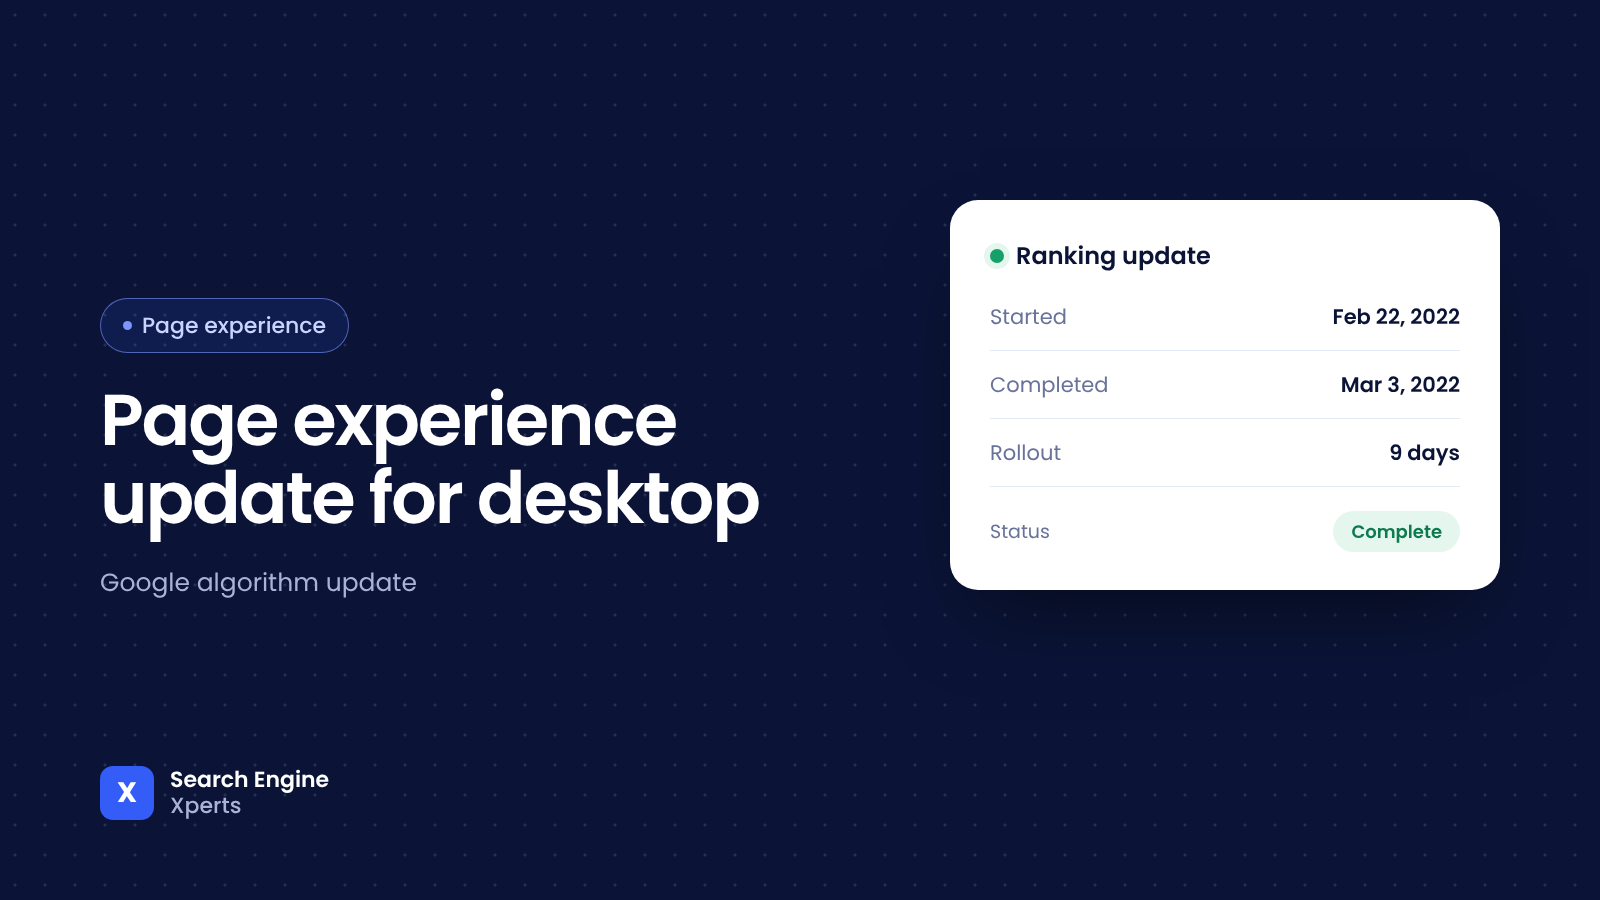 Page experience
Page experience
update for desktop
Google algorithm update
Ranking update
Started Feb 22, 2022
Completed Mar 3, 2022
Rollout 9 days
Status Complete
X
Search Engine
Xperts